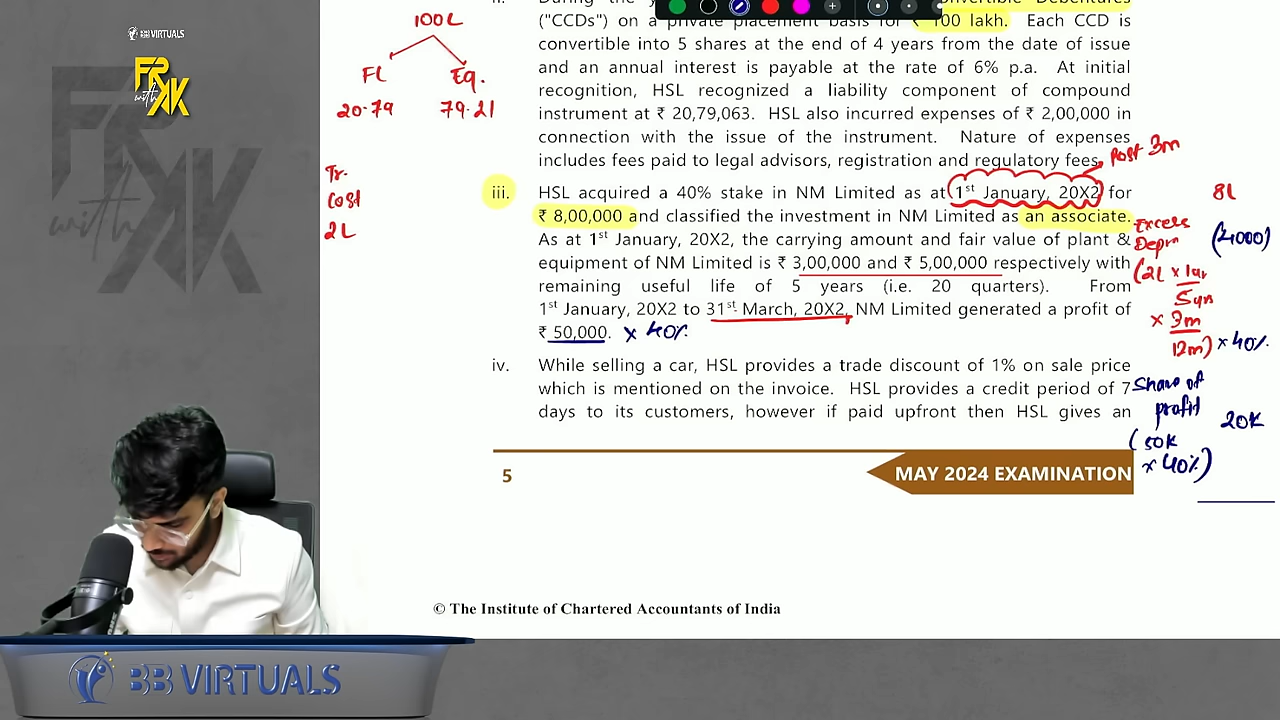 BB VIRTUALS
FR
with
AK
FR
with
AK
100L
FL
Eq.
20.79
79.21
Tr.
Cost
2L
("CCDs") on a private placement basis for ₹ 100 lakh. Each CCD is
convertible into 5 shares at the end of 4 years from the date of issue
and an annual interest is payable at the rate of 6% p.a. At initial
recognition, HSL recognized a liability component of compound
instrument at ₹ 20,79,063. HSL also incurred expenses of ₹ 2,00,000 in
connection with the issue of the instrument. Nature of expenses
includes fees paid to legal advisors, registration and regulatory fees.
Post 3m
iii. HSL acquired a 40% stake in NM Limited as at 1st January, 20X2 for
₹ 8,00,000 and classified the investment in NM Limited as an associate.
As at 1st January, 20X2, the carrying amount and fair value of plant &
equipment of NM Limited is ₹ 3,00,000 and ₹ 5,00,000 respectively with
remaining useful life of 5 years (i.e. 20 quarters). From
1st January, 20X2 to 31st March, 20X2, NM Limited generated a profit of
₹ 50,000. x 40%
iv. While selling a car, HSL provides a trade discount of 1% on sale price
which is mentioned on the invoice. HSL provides a credit period of 7
days to its customers, however if paid upfront then HSL gives an
8L
Excess
Deprn
(4000)
(2L x
5yrs
x 3m
12m) x 40%
Share of
profit
20K
(50K
x 40%)
5
MAY 2024 EXAMINATION
© The Institute of Chartered Accountants of India
BB VIRTUALS